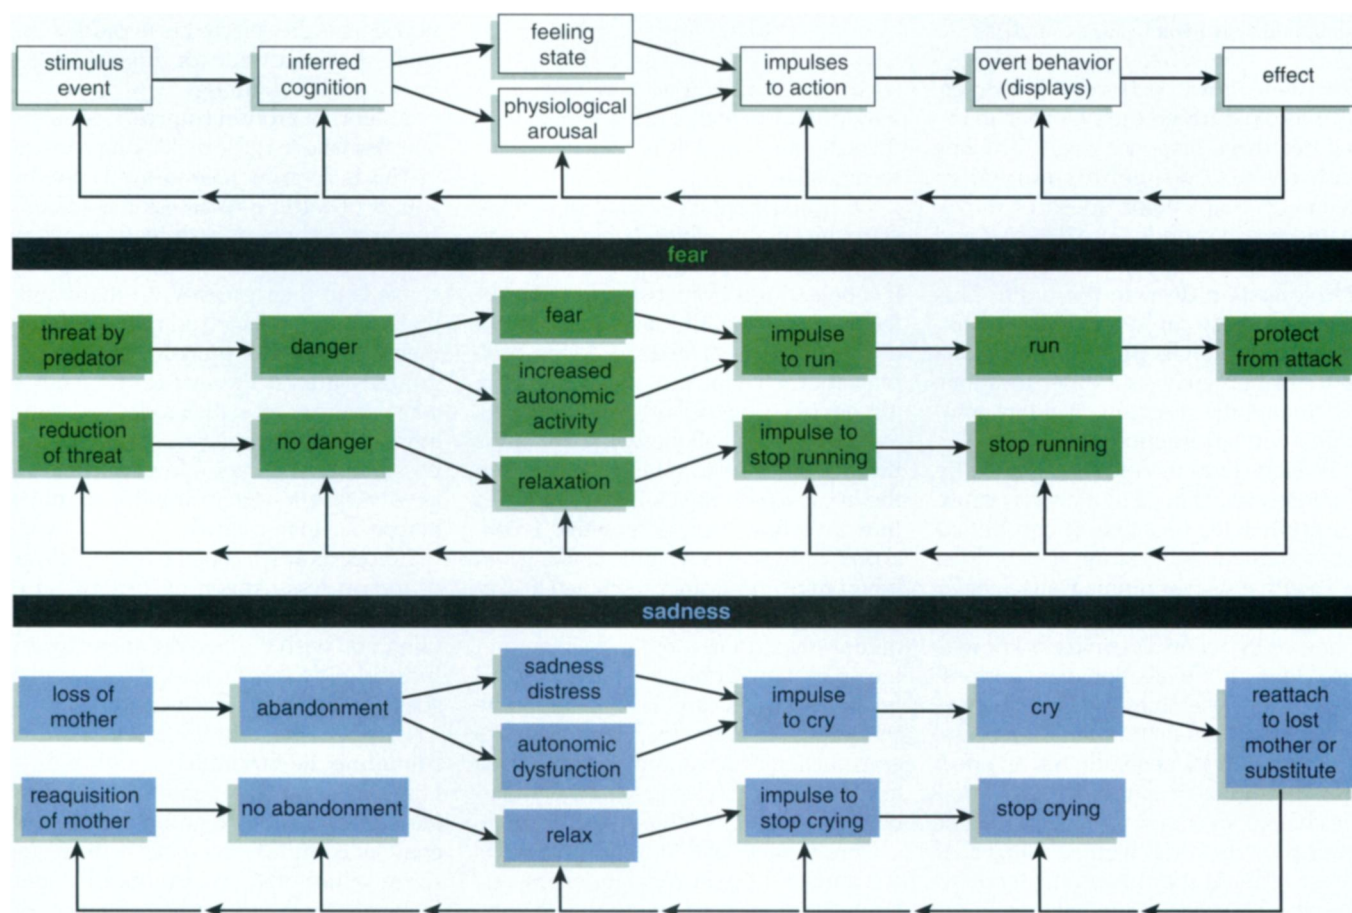 stimulus
event
inferred
cognition
feeling
state
physiological
arousal
impulses
to action
overt behavior
(displays)
effect
fear
threat by
predator
danger
fear
increased
autonomic
activity
impulse
to run
run
protect
from attack
reduction
of threat
no danger
relaxation
impulse to
stop running
stop running
sadness
loss of
mother
abandonment
sadness
distress
autonomic
dysfunction
impulse
to cry
cry
reattach
to lost
mother or
substitute
reaquisition
of mother
no abandonment
relax
impulse to
stop crying
stop crying